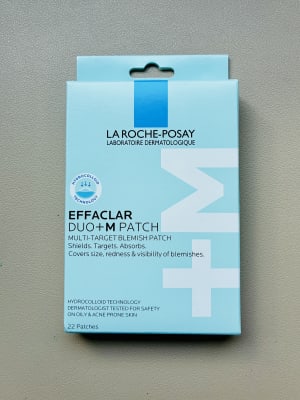 LA ROCHE-POSAY
LABORATOIRE DERMATOLOGIQUE
HYDROCOLLOID
TECHNOLOGY
+M
EFFACLAR
DUO+M PATCH
MULTI-TARGET BLEMISH PATCH
Shields. Targets. Absorbs.
Covers size, redness & visibility of blemishes.
HYDROCOLLOID TECHNOLOGY
DERMATOLOGIST TESTED FOR SAFETY
ON OILY & ACNE PRONE SKIN
22 Patches